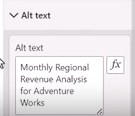 Alt text
Alt text
Monthly Regional
Revenue Analysis
for Adventure
Works
fx